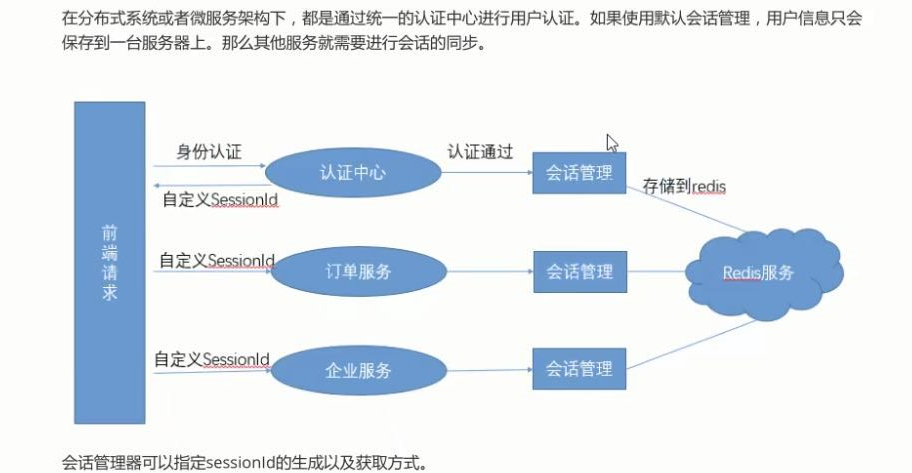 在分布式系统或者微服务架构下，都是通过统一的认证中心进行用户认证。如果使用默认会话管理，用户信息只会
保存到一台服务器上。那么其他服务就需要进行会话的同步。
身份认证
认证通过
认证中心
会话管理
存储到redis
自定义SessionId
前端请求
自定义SessionId
订单服务
会话管理
Redis服务
自定义SessionId
企业服务
会话管理
会话管理器可以指定sessionId的生成以及获取方式。